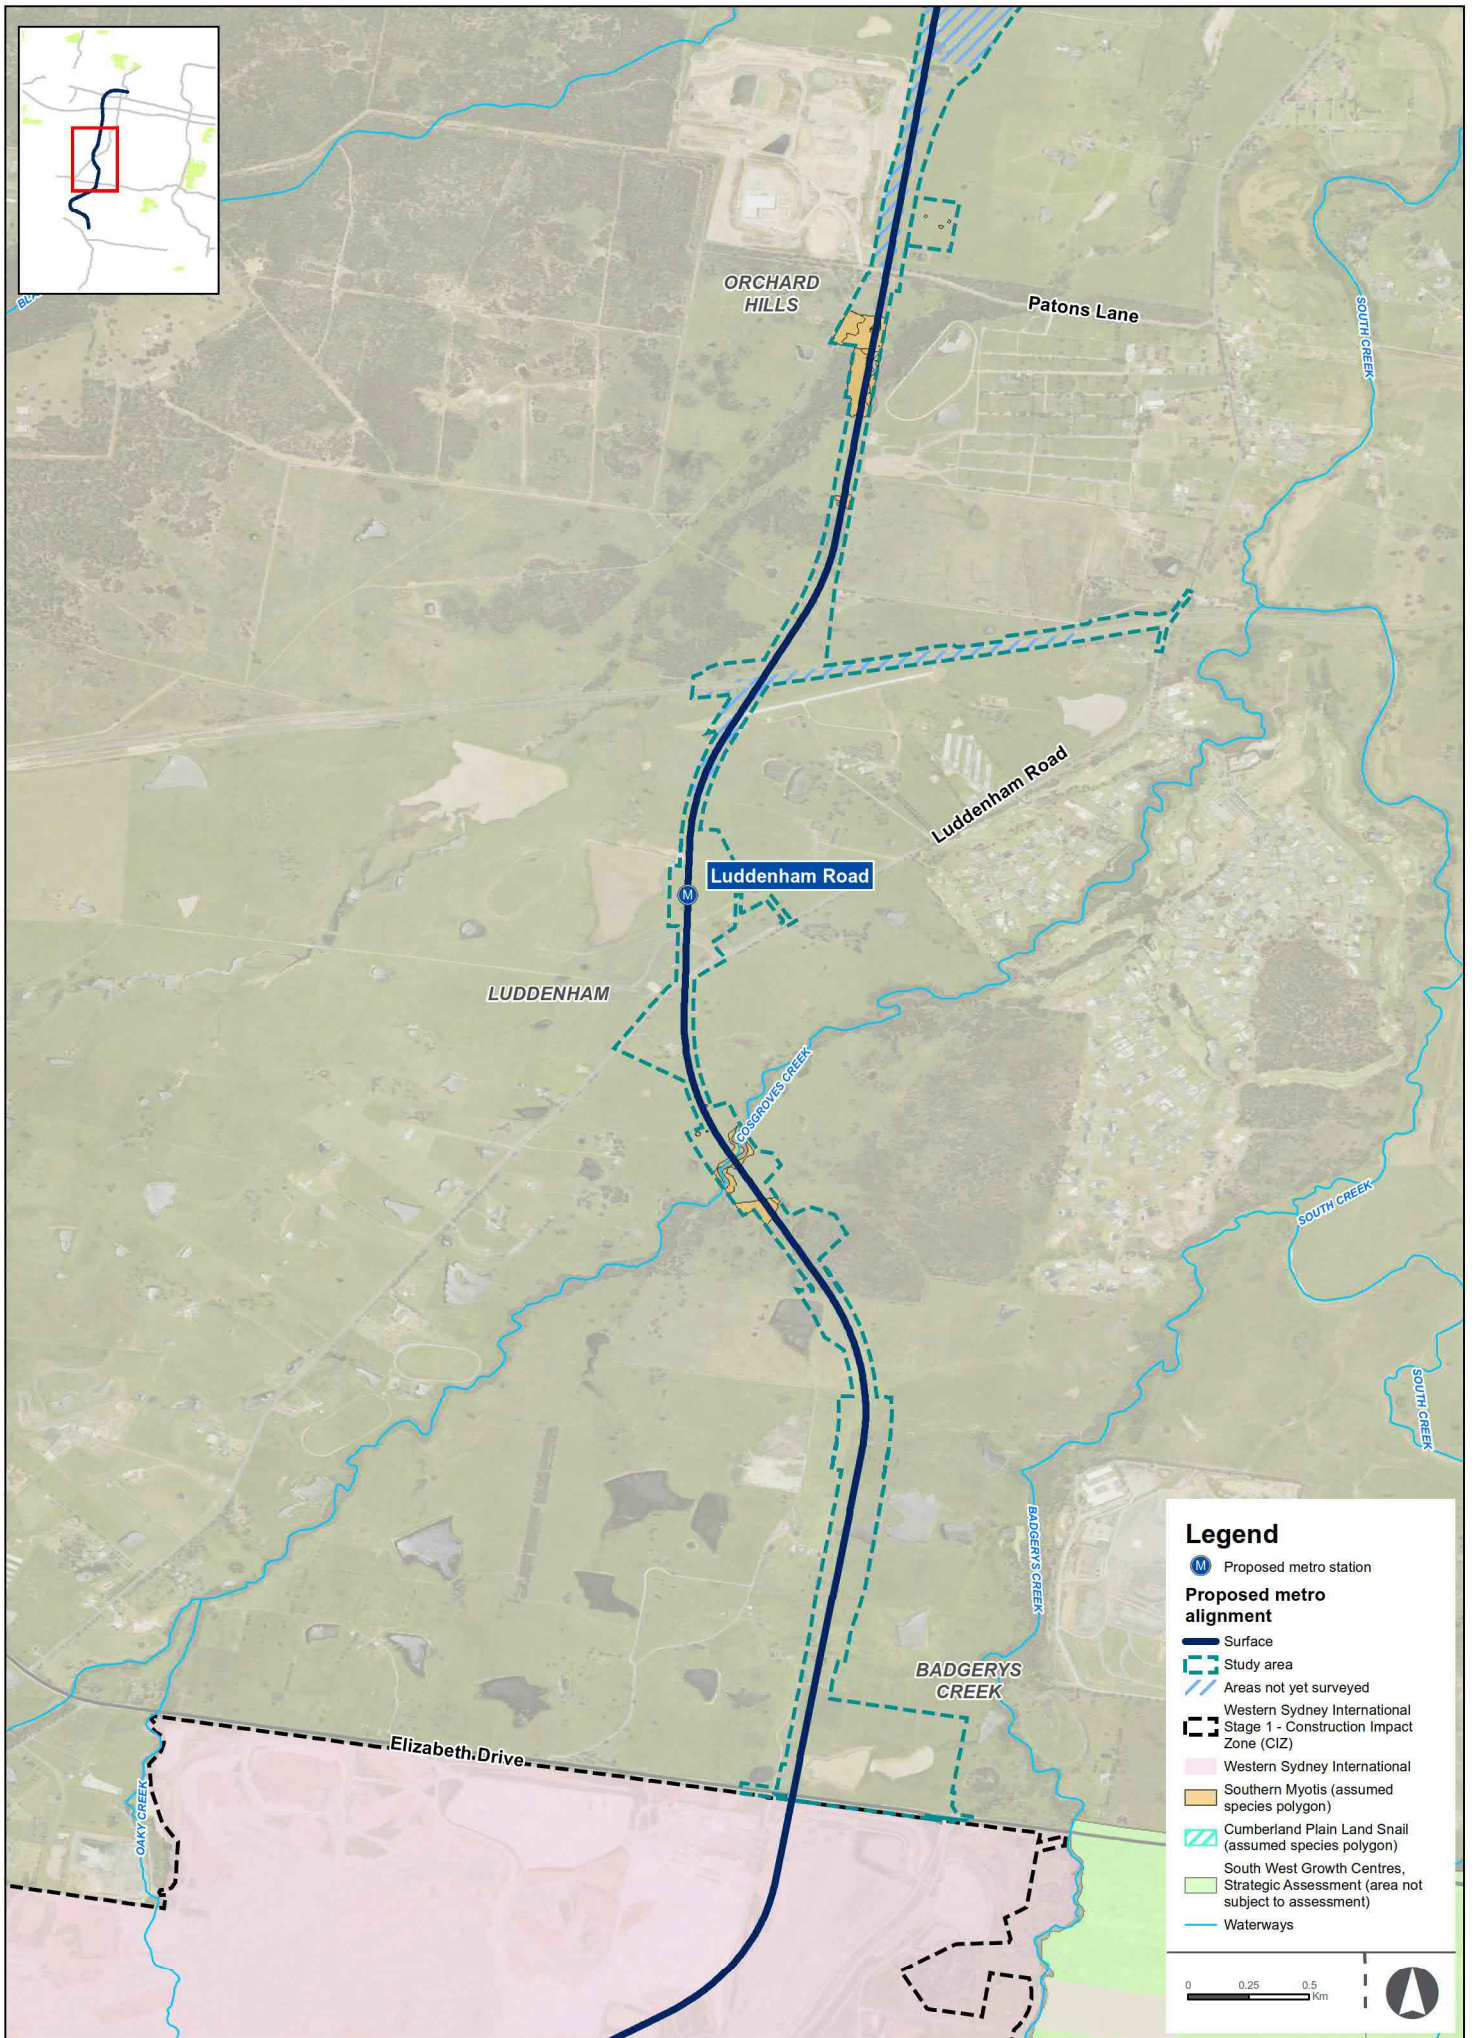 ORCHARD
HILLS
Patons Lane
SOUTH CREEK
Luddenham Road
M
Luddenham Road
LUDDENHAM
COSGROVES CREEK
SOUTH CREEK
SOUTH CREEK
BADGERYS CREEK
BADGERYS
CREEK
Elizabeth Drive
OAKY CREEK
Legend
M Proposed metro station
Proposed metro
alignment
Surface
Study area
Areas not yet surveyed
Western Sydney International
Stage 1 - Construction Impact
Zone (CIZ)
Western Sydney International
Southern Myotis (assumed
species polygon)
Cumberland Plain Land Snail
(assumed species polygon)
South West Growth Centres,
Strategic Assessment (area not
subject to assessment)
Waterways
0 0.25 0.5
Km